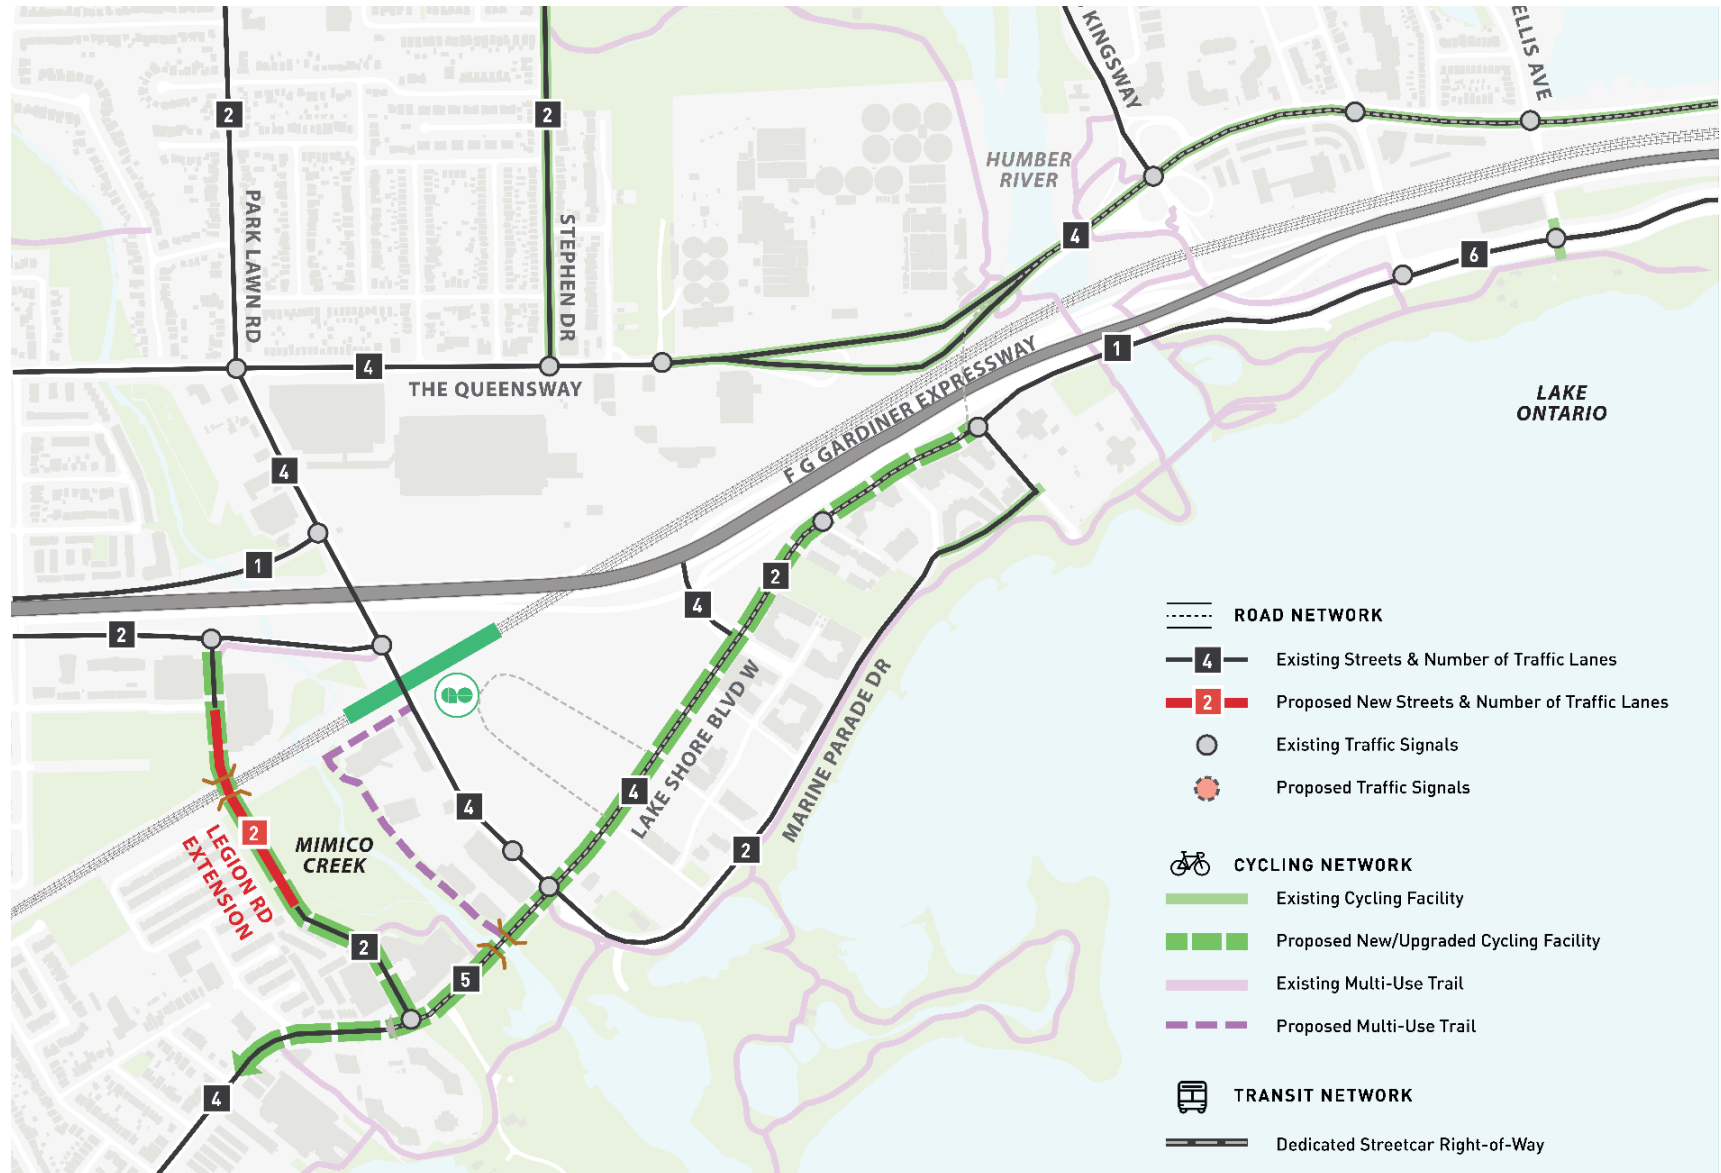 KINGSWAY
ELLIS AVE
2
2
HUMBER
RIVER
PARK LAWN RD
STEPHEN DR
4
6
1
4
THE QUEENSWAY
F G GARDINER EXPRESSWAY
LAKE
ONTARIO
4
1
2
4
2
4
LAKE SHORE BLVD W
MARINE PARADE DR
4
4
2
2
LEGION RD
EXTENSION
MIMICO
CREEK
2
5
4
ROAD NETWORK
4 Existing Streets & Number of Traffic Lanes
2 Proposed New Streets & Number of Traffic Lanes
Existing Traffic Signals
Proposed Traffic Signals
CYCLING NETWORK
Existing Cycling Facility
Proposed New/Upgraded Cycling Facility
Existing Multi-Use Trail
Proposed Multi-Use Trail
TRANSIT NETWORK
Dedicated Streetcar Right-of-Way